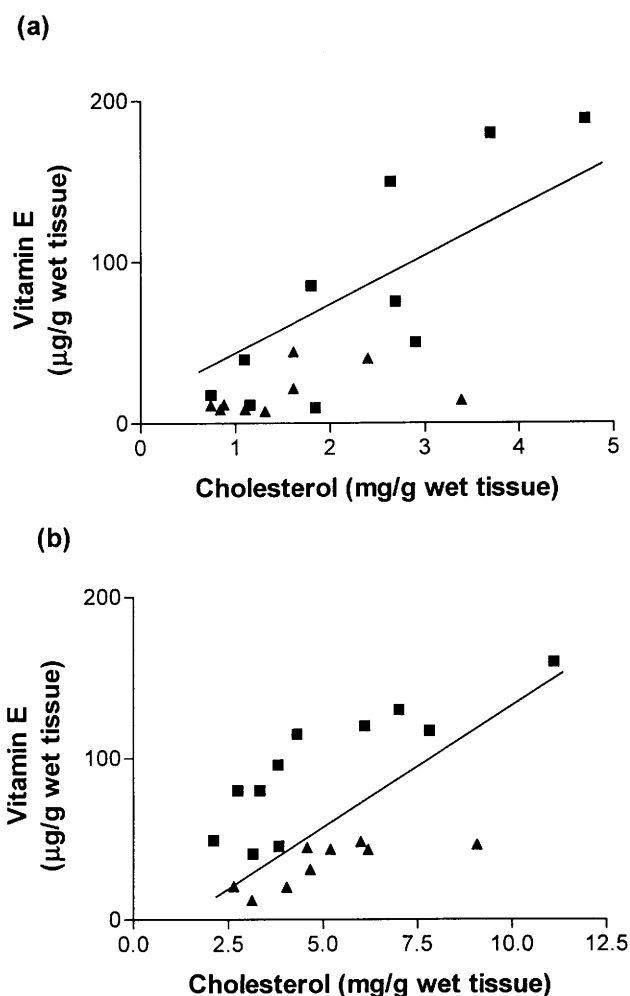 (a)
200
100
0
Vitamin E
(μg/g wet tissue)
0 1 2 3 4 5
Cholesterol (mg/g wet tissue)
(b)
200
100
0
Vitamin E
(μg/g wet tissue)
0.0 2.5 5.0 7.5 10.0 12.5
Cholesterol (mg/g wet tissue)